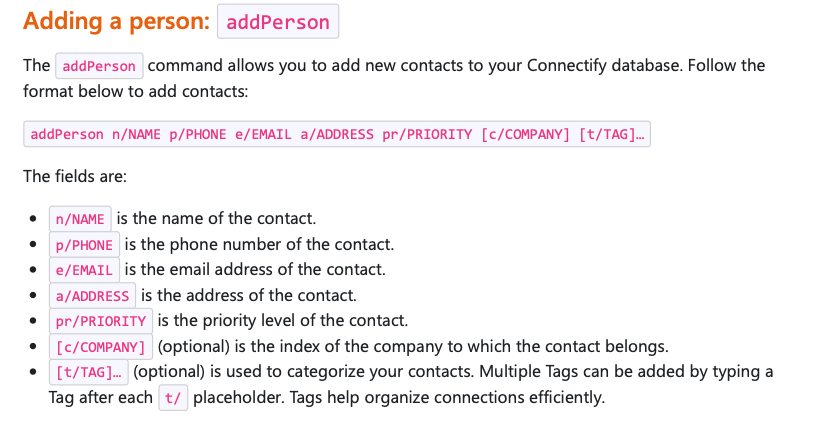 Adding a person: addPerson
The addPerson command allows you to add new contacts to your Connectify database. Follow the
format below to add contacts:
addPerson n/NAME p/PHONE e/EMAIL a/ADDRESS pr/PRIORITY [c/COMPANY] [t/TAG]…
The fields are:
• n/NAME is the name of the contact.
• p/PHONE is the phone number of the contact.
• e/EMAIL is the email address of the contact.
• a/ADDRESS is the address of the contact.
• pr/PRIORITY is the priority level of the contact.
• [c/COMPANY] (optional) is the index of the company to which the contact belongs.
• [t/TAG]… (optional) is used to categorize your contacts. Multiple Tags can be added by typing a
Tag after each t/ placeholder. Tags help organize connections efficiently.